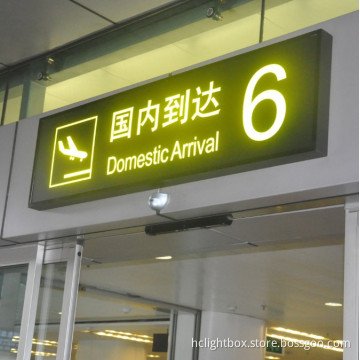 国内到达 6
Domestic Arrival
hclightbox.store.bossgoo.com